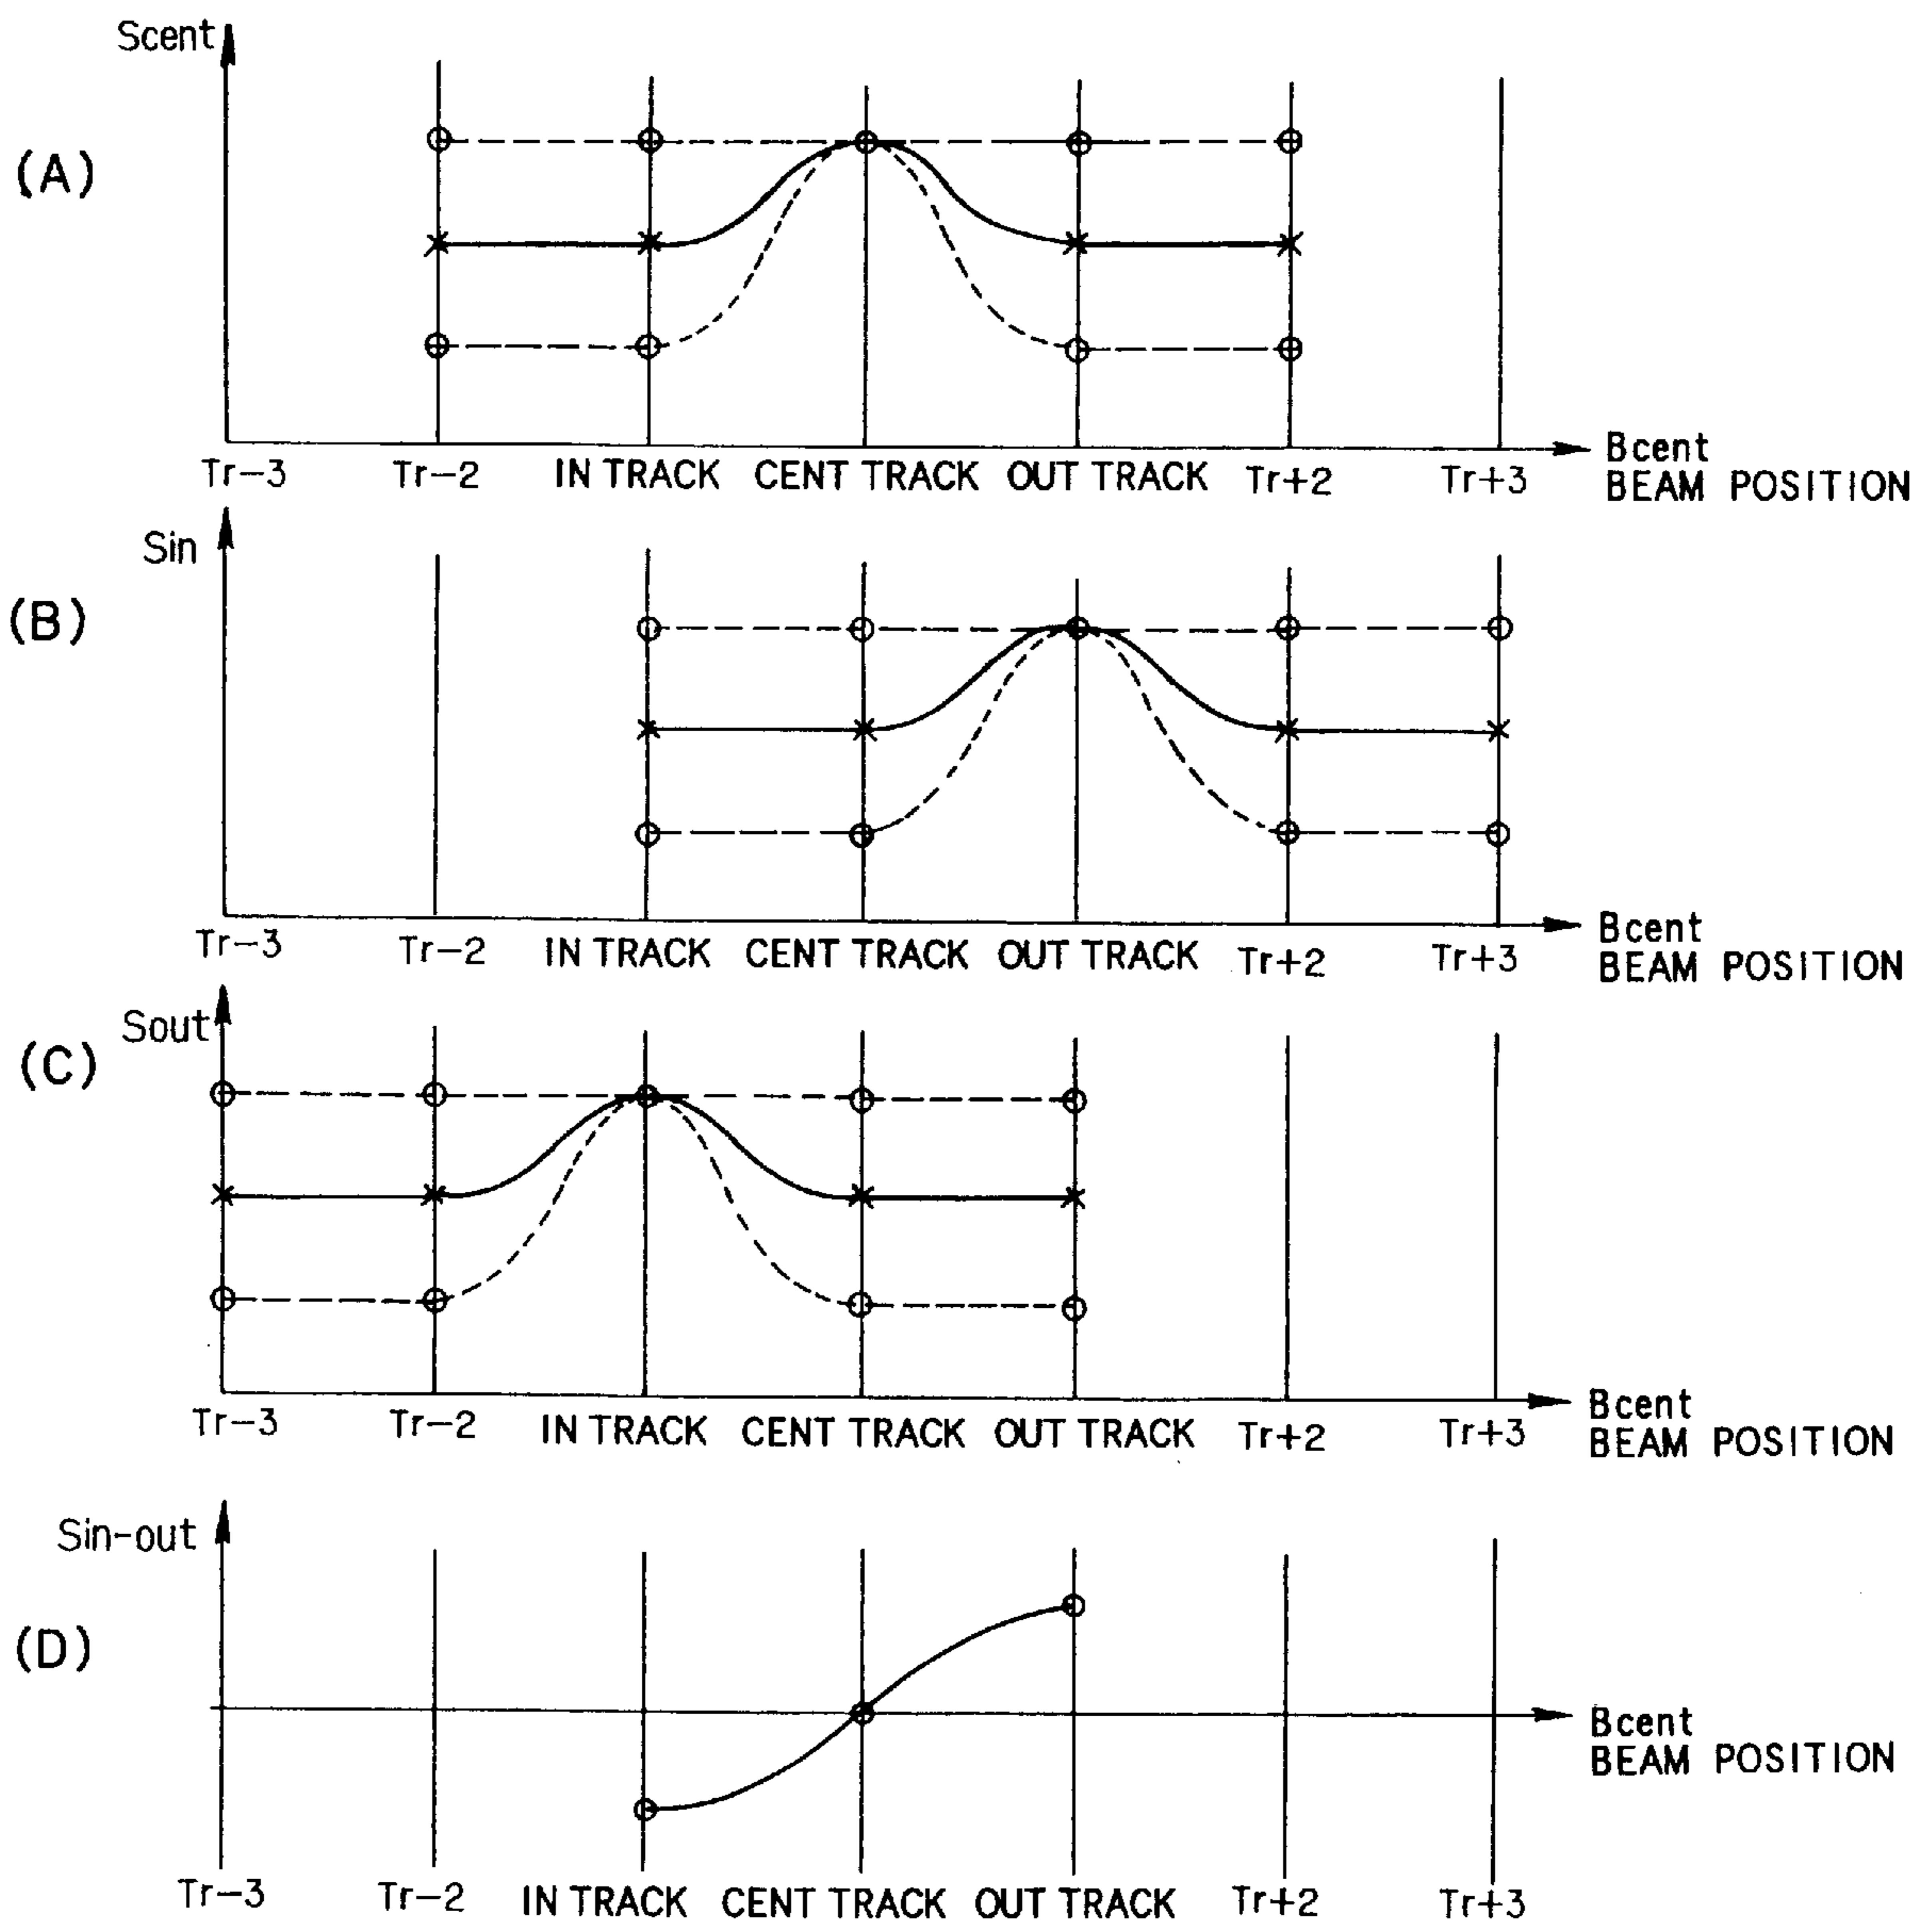 Scent
(A)
Tr-3 Tr-2 IN TRACK CENT TRACK OUT TRACK Tr+2 Tr+3
Bcent
BEAM POSITION
Sin
(B)
Tr-3 Tr-2 IN TRACK CENT TRACK OUT TRACK Tr+2 Tr+3
Bcent
BEAM POSITION
Sout
(C)
Tr-3 Tr-2 IN TRACK CENT TRACK OUT TRACK Tr+2 Tr+3
Bcent
BEAM POSITION
Sin-out
(D)
Bcent
BEAM POSITION
Tr-3 Tr-2 IN TRACK CENT TRACK OUT TRACK Tr+2 Tr+3